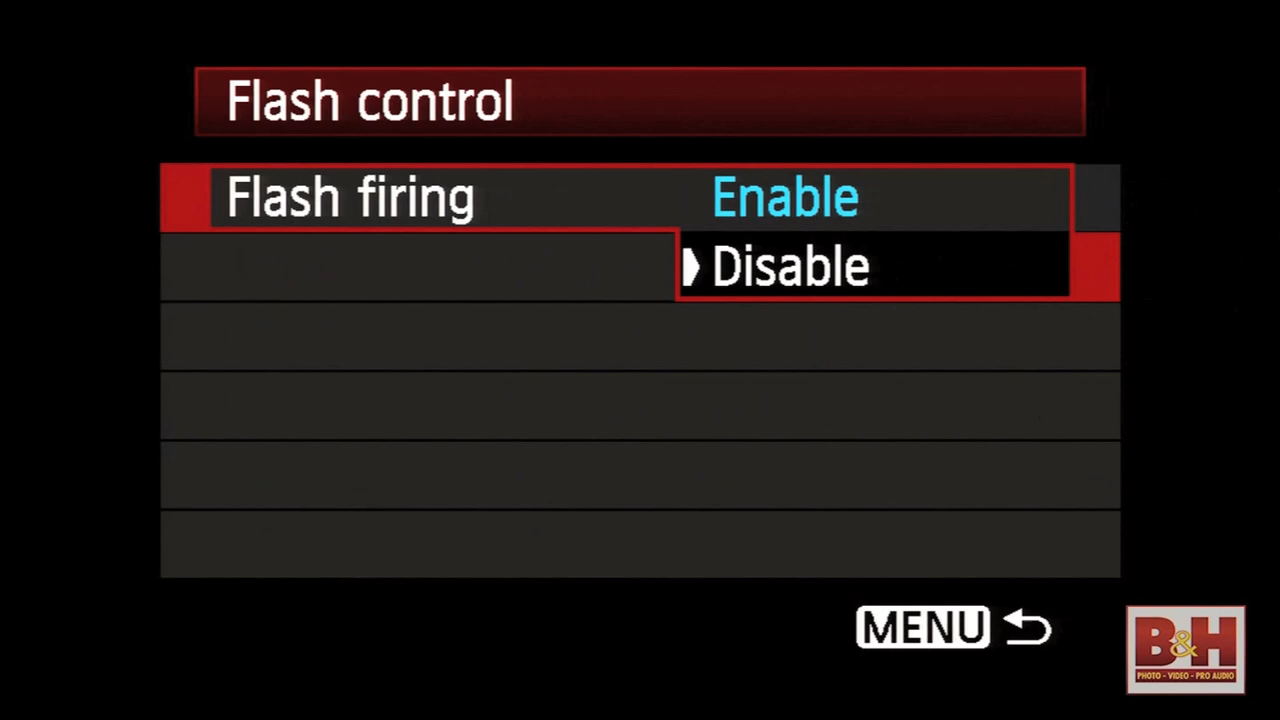 Flash control
Flash firing Enable
Disable
MENU
B&H
PHOTO - VIDEO - PRO AUDIO